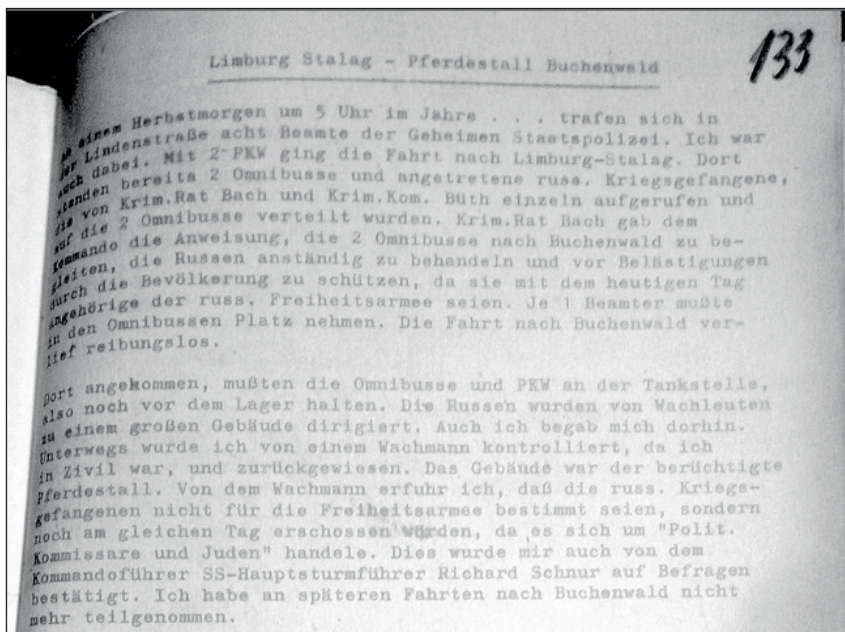 133
Limburg Stalag - Pferdestall Buchenwald
An einem Herbstmorgen um 5 Uhr im Jahre . . . trafen sich in
der Lindenstraße acht Beamte der Geheimen Staatspolizei. Ich war
auch dabei. Mit 2 PKW ging die Fahrt nach Limburg-Stalag. Dort
standen bereits 2 Omnibusse und angetretene russ. Kriegsgefangene,
die von Krim.Rat Bach und Krim.Kom. Büth einzeln aufgerufen und
auf die 2 Omnibusse verteilt wurden. Krim.Rat Bach gab dem
Kommando die Anweisung, die 2 Omnibusse nach Buchenwald zu be-
gleiten, die Russen anständig zu behandeln und vor Belästigungen
durch die Bevölkerung zu schützen, da sie mit dem heutigen Tag
Angehörige der russ. Freiheitsarmee seien. Je 1 Beamter mußte
in den Omnibussen Platz nehmen. Die Fahrt nach Buchenwald ver-
lief reibungslos.
Dort angekommen, mußten die Omnibusse und PKW an der Tankstelle,
also noch vor dem Lager halten. Die Russen wurden von Wachleuten
zu einem großen Gebäude dirigiert. Auch ich begab mich dorhin.
Unterwegs wurde ich von einem Wachmann kontrolliert, da ich
in Zivil war, und zurückgewiesen. Das Gebäude war der berüchtigte
Pferdestall. Von dem Wachmann erfuhr ich, daß die russ. Kriegs-
gefangenen nicht für die Freiheitsarmee bestimmt seien, sondern
noch am gleichen Tag erschossen würden, da es sich um "Polit.
Kommissare und Juden" handele. Dies wurde mir auch von dem
Kommandoführer SS-Hauptsturmführer Richard Schnur auf Befragen
bestätigt. Ich habe an späteren Fahrten nach Buchenwald nicht
mehr teilgenommen.